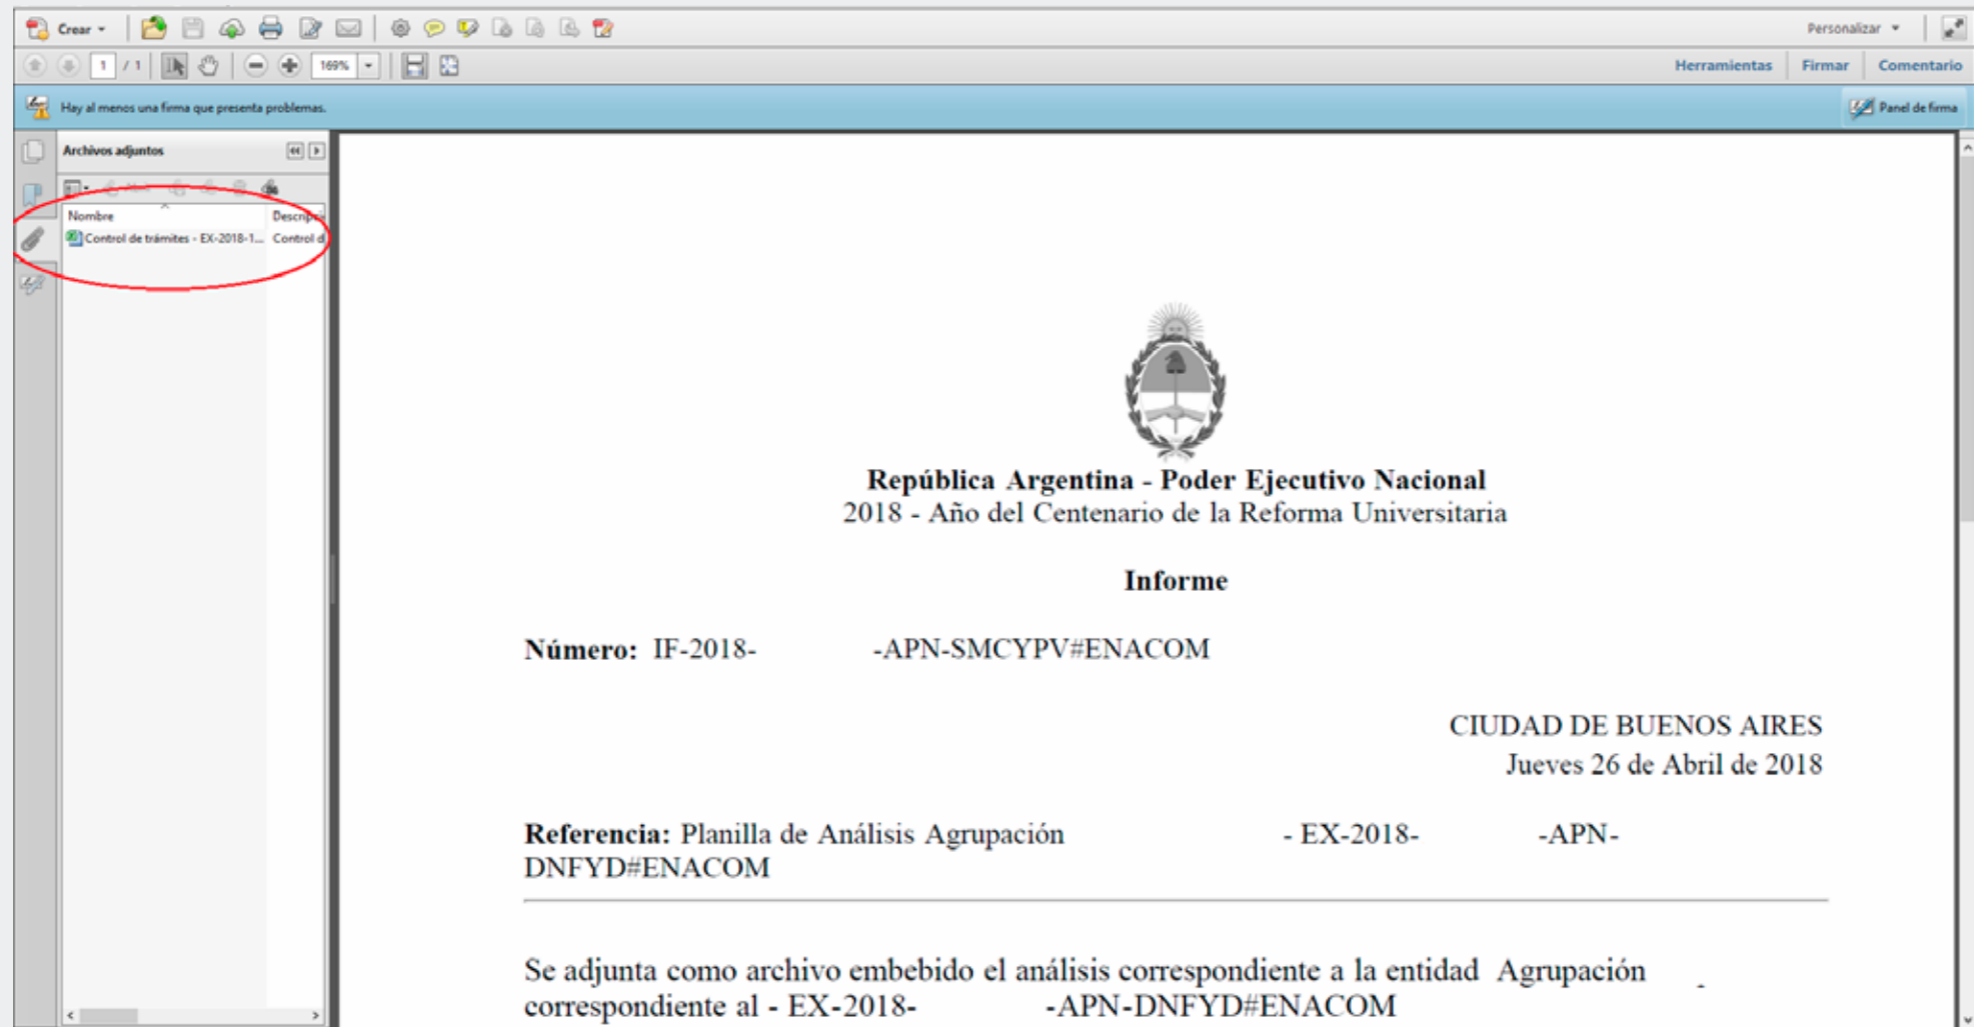 Crear
Personalizar
1 / 1
169%
Herramientas
Firmar
Comentario
Hay al menos una firma que presenta problemas.
Panel de firma
Archivos adjuntos
Nombre
Control de trámites - EX-2018-1... Control d
República Argentina - Poder Ejecutivo Nacional
2018 - Año del Centenario de la Reforma Universitaria
Informe
Número: IF-2018- -APN-SMCYPV#ENACOM
CIUDAD DE BUENOS AIRES
Jueves 26 de Abril de 2018
Referencia: Planilla de Análisis Agrupación - EX-2018- -APN-
DNFYD#ENACOM
Se adjunta como archivo embebido el análisis correspondiente a la entidad Agrupación
correspondiente al - EX-2018- -APN-DNFYD#ENACOM